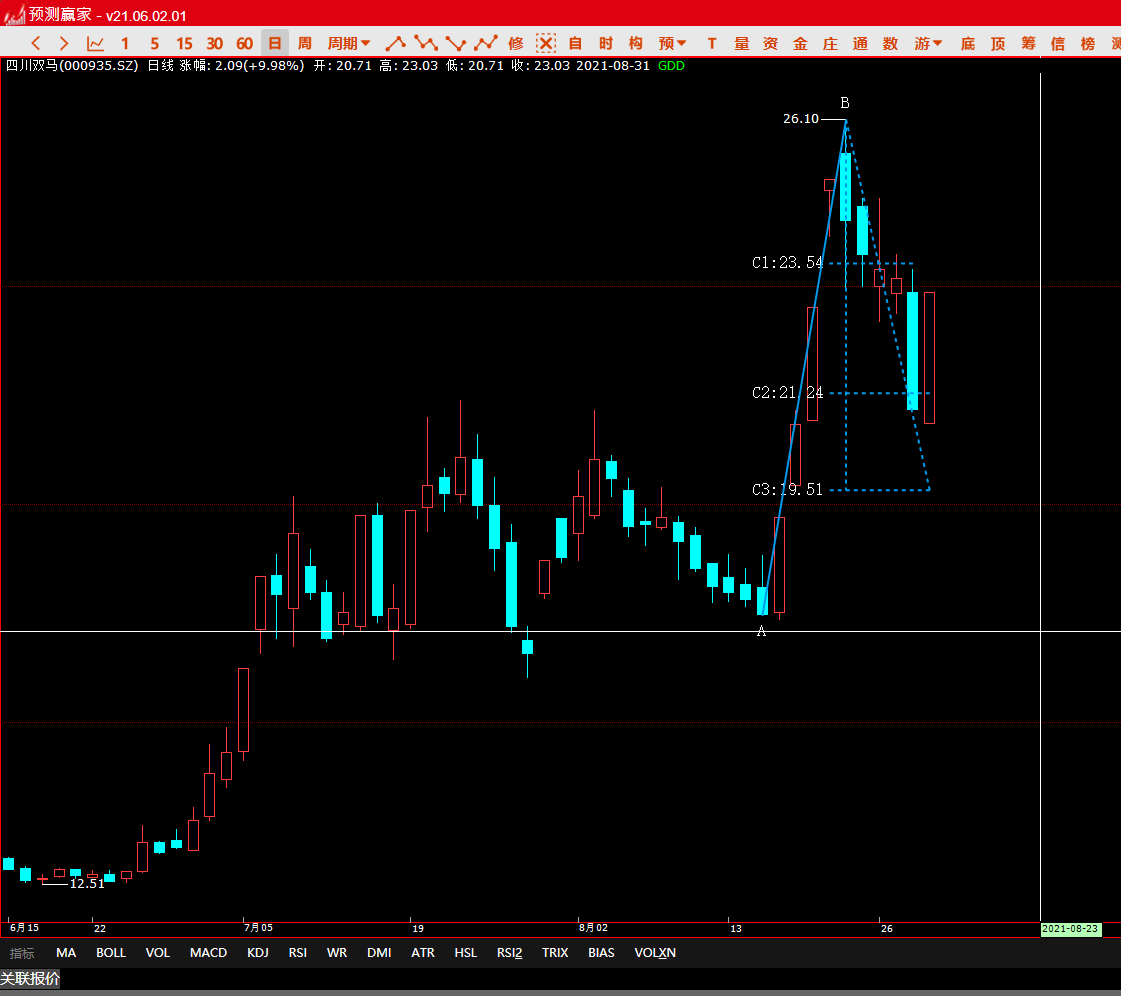 预测赢家 - v21.06.02.01
1 5 15 30 60 日 周 周期 修 自 时 构 预 T 量 资 金 庄 通 数 游 底 顶 筹 信 榜 测
四川双马(000935.SZ) 日线 涨幅: 2.09(+9.98%) 开: 20.71 高: 23.03 低: 20.71 收: 23.03 2021-08-31 GDD
B
26.10
C1:23.54
C2:21.24
C3:19.51
A
12.51
6月15 22 7月05 19 8月02 13 26 2021-08-23
指标 MA BOLL VOL MACD KDJ RSI WR DMI ATR HSL RSI2 TRIX BIAS VOLXN
关联报价